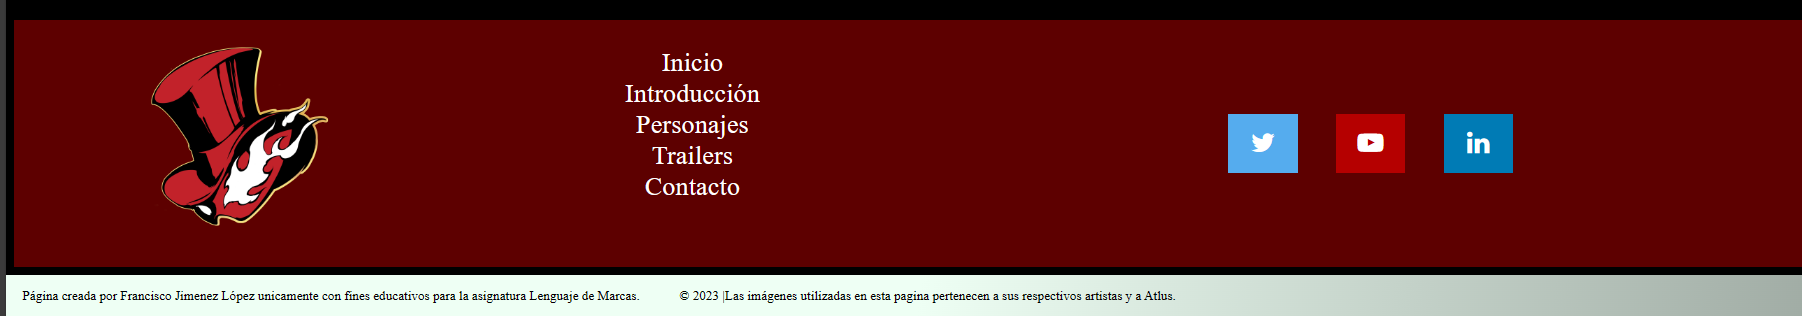 Inicio
Introducción
Personajes
Trailers
Contacto
in
Página creada por Francisco Jimenez López unicamente con fines educativos para la asignatura Lenguaje de Marcas.
© 2023 |Las imágenes utilizadas en esta pagina pertenecen a sus respectivos artistas y a Atlus.